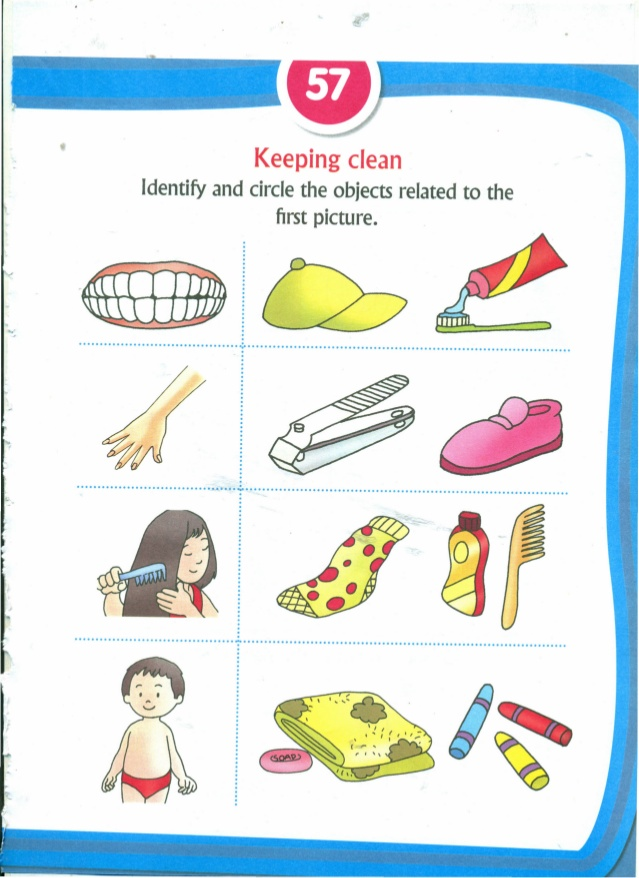 57
Keeping clean
Identify and circle the objects related to the
first picture.
SOAP